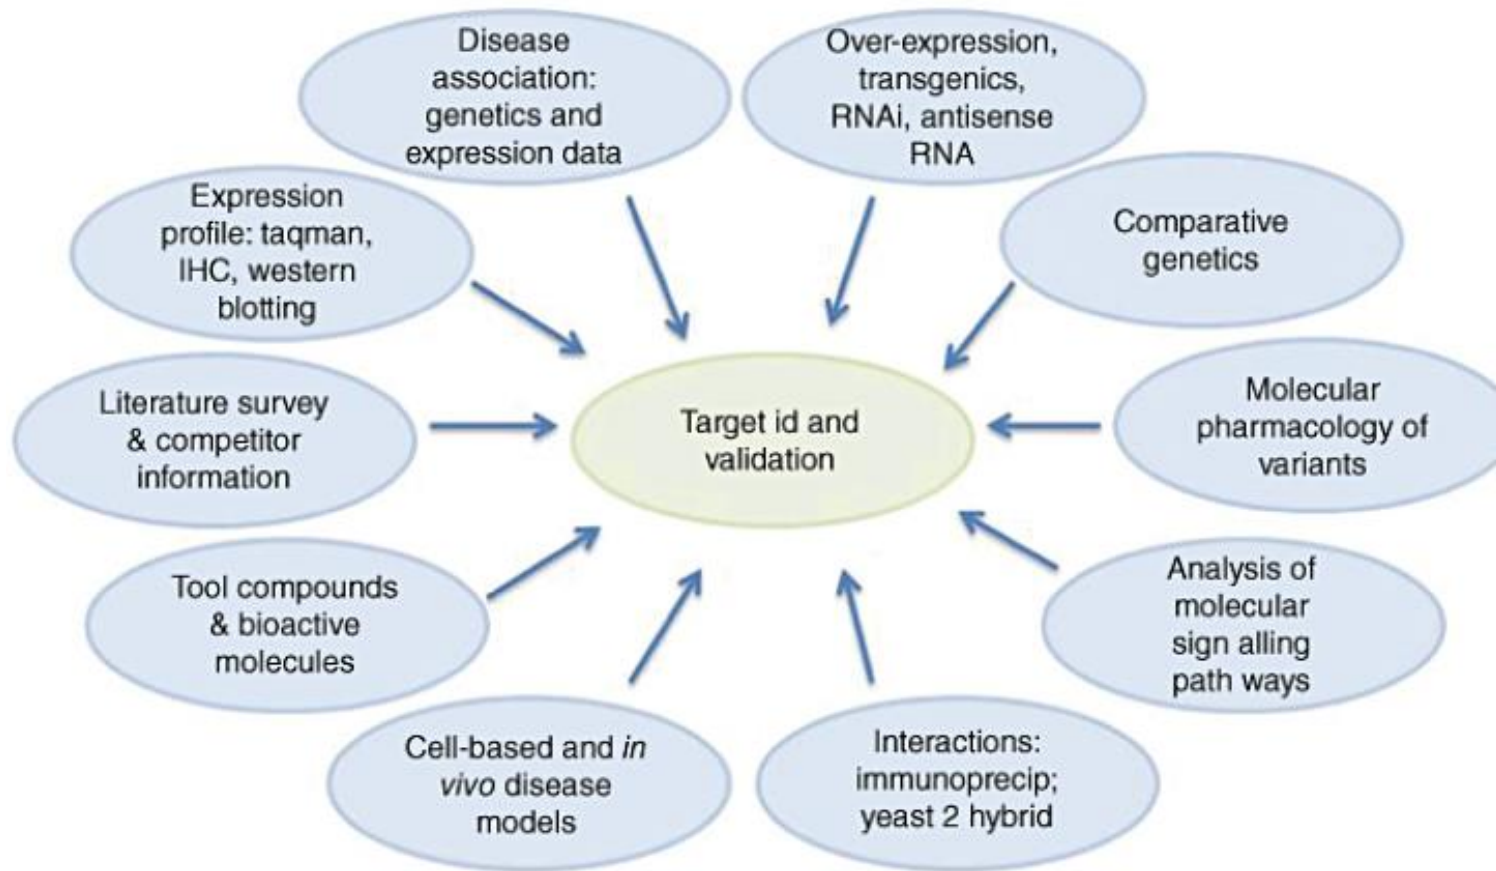 Disease
association:
genetics and
expression data
Over-expression,
transgenics,
RNAi, antisense
RNA
Expression
profile: taqman,
IHC, western
blotting
Comparative
genetics
Literature survey
& competitor
information
Target id and
validation
Molecular
pharmacology of
variants
Tool compounds
& bioactive
molecules
Analysis of
molecular
sign alling
path ways
Cell-based and in
vivo disease
models
Interactions:
immunoprecip;
yeast 2 hybrid